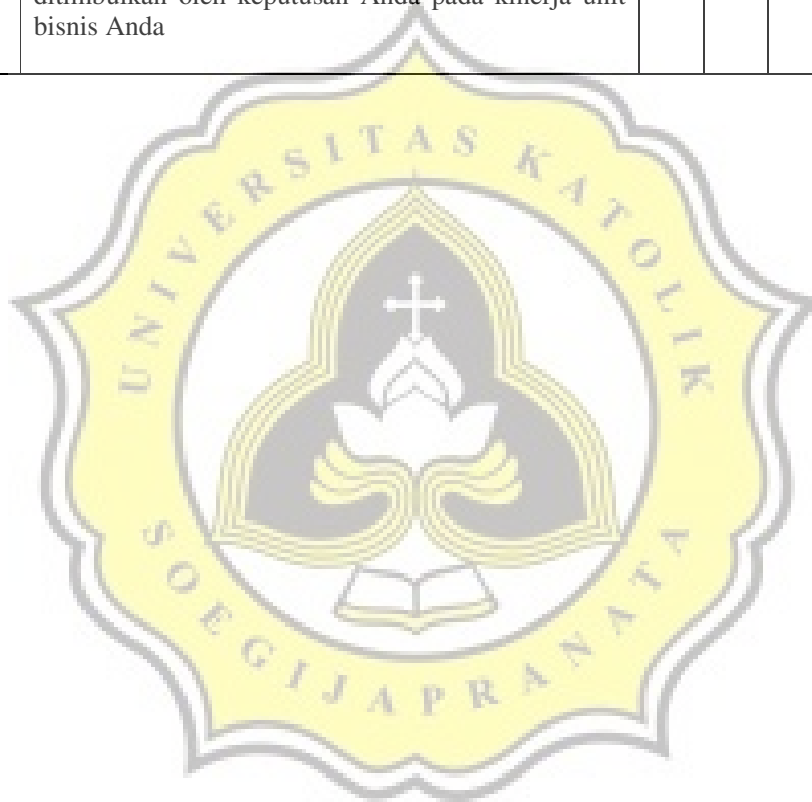 ditimbulkan oleh keputusan Anda pada kinerja unit
bisnis Anda
UNIVERSITAS KATOLIK
SOEGIJAPRANATA